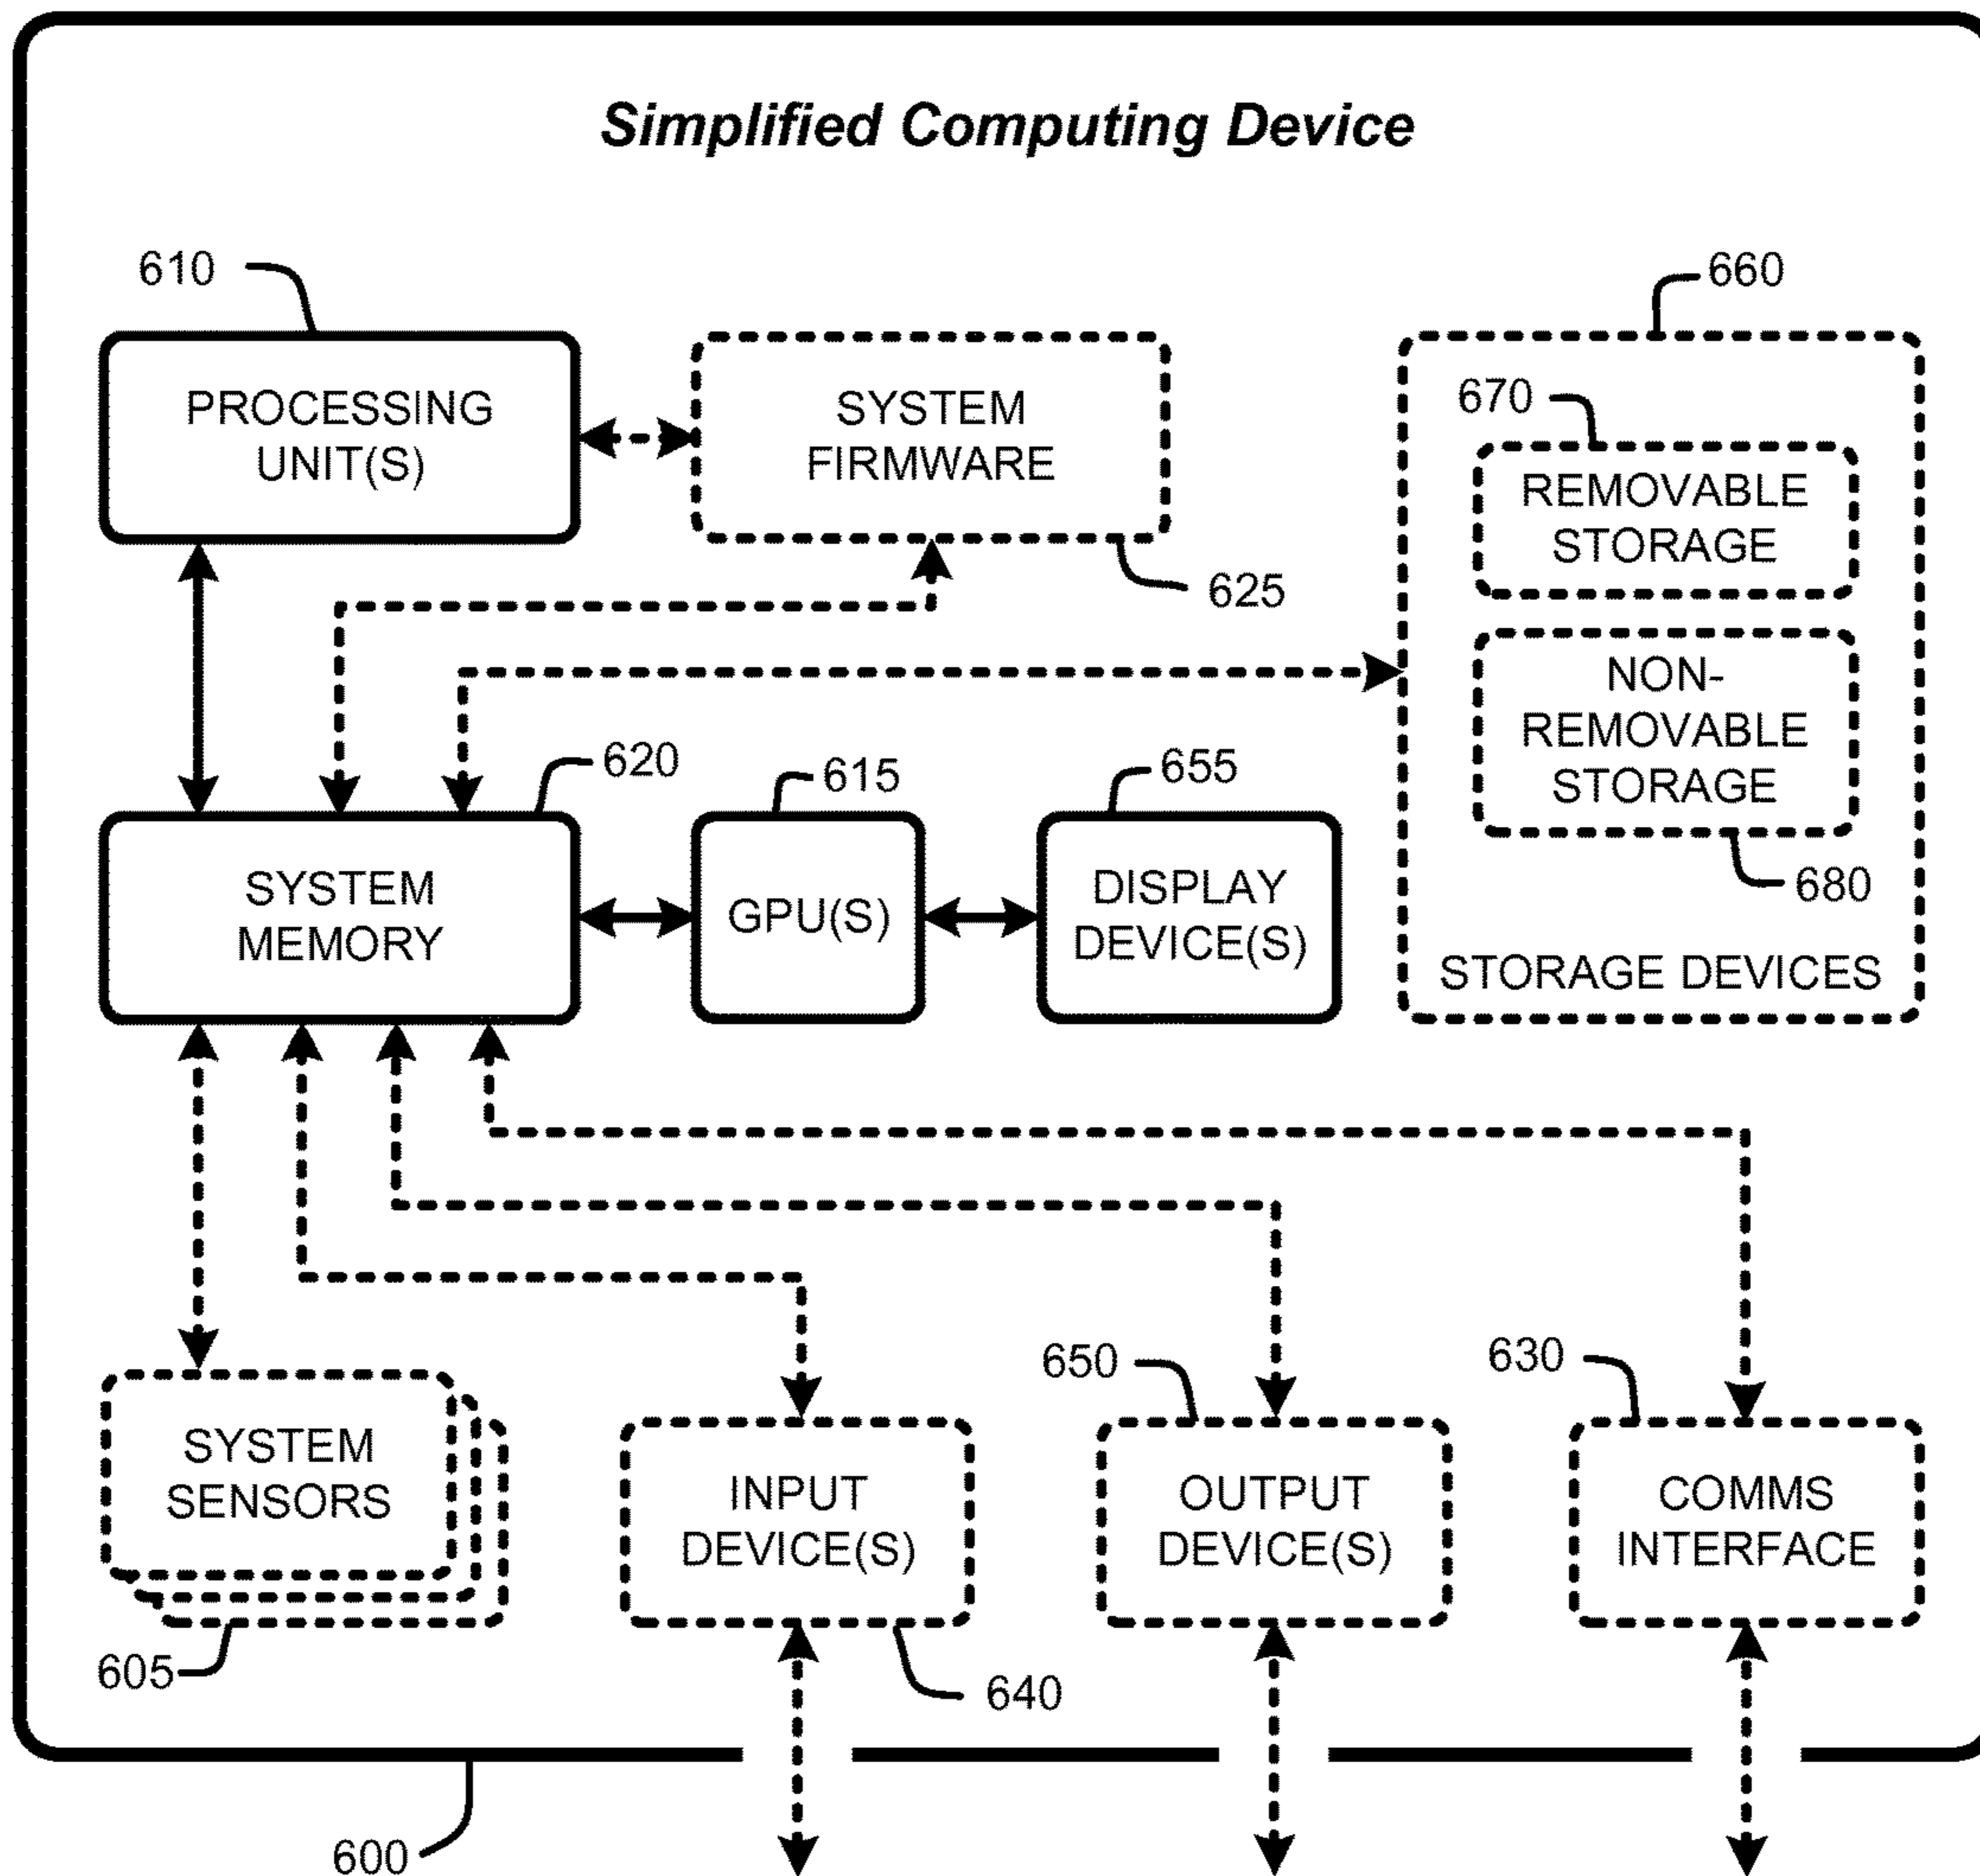 Simplified Computing Device
610
660
PROCESSING
UNIT(S)
SYSTEM
FIRMWARE
625
670
REMOVABLE
STORAGE
NON-
REMOVABLE
STORAGE
680
STORAGE DEVICES
620
615
655
SYSTEM
MEMORY
GPU(S)
DISPLAY
DEVICE(S)
650
630
SYSTEM
SENSORS
INPUT
DEVICE(S)
OUTPUT
DEVICE(S)
COMMS
INTERFACE
605
640
600